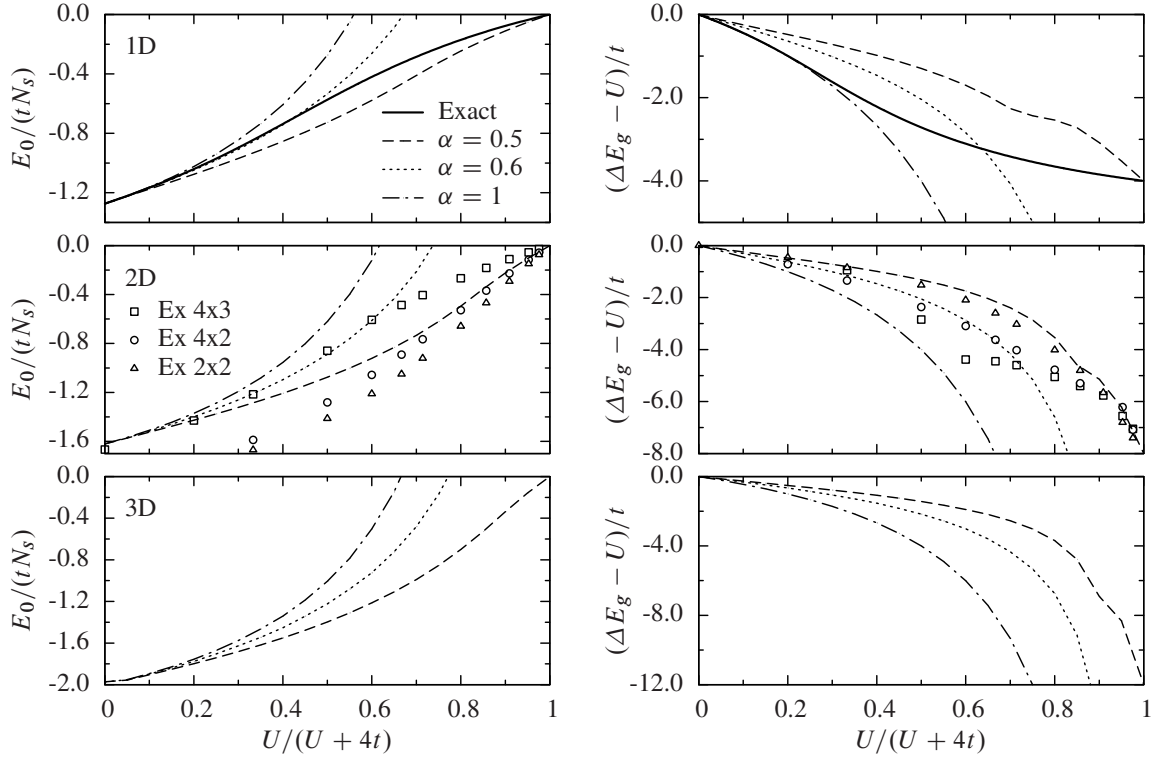 0.0
-0.4
-0.8
-1.2
E₀/(tNₛ)
1D
Exact
α = 0.5
α = 0.6
α = 1
0.0
-2.0
-4.0
(ΔE_g − U)/t
0.0
-0.4
-0.8
-1.2
-1.6
E₀/(tNₛ)
2D
Ex 4x3
Ex 4x2
Ex 2x2
0.0
-2.0
-4.0
-6.0
-8.0
(ΔE_g − U)/t
0.0
-0.4
-0.8
-1.2
-1.6
-2.0
E₀/(tNₛ)
3D
0 0.2 0.4 0.6 0.8 1
U/(U + 4t)
0.0
-4.0
-8.0
-12.0
(ΔE_g − U)/t
0 0.2 0.4 0.6 0.8 1
U/(U + 4t)